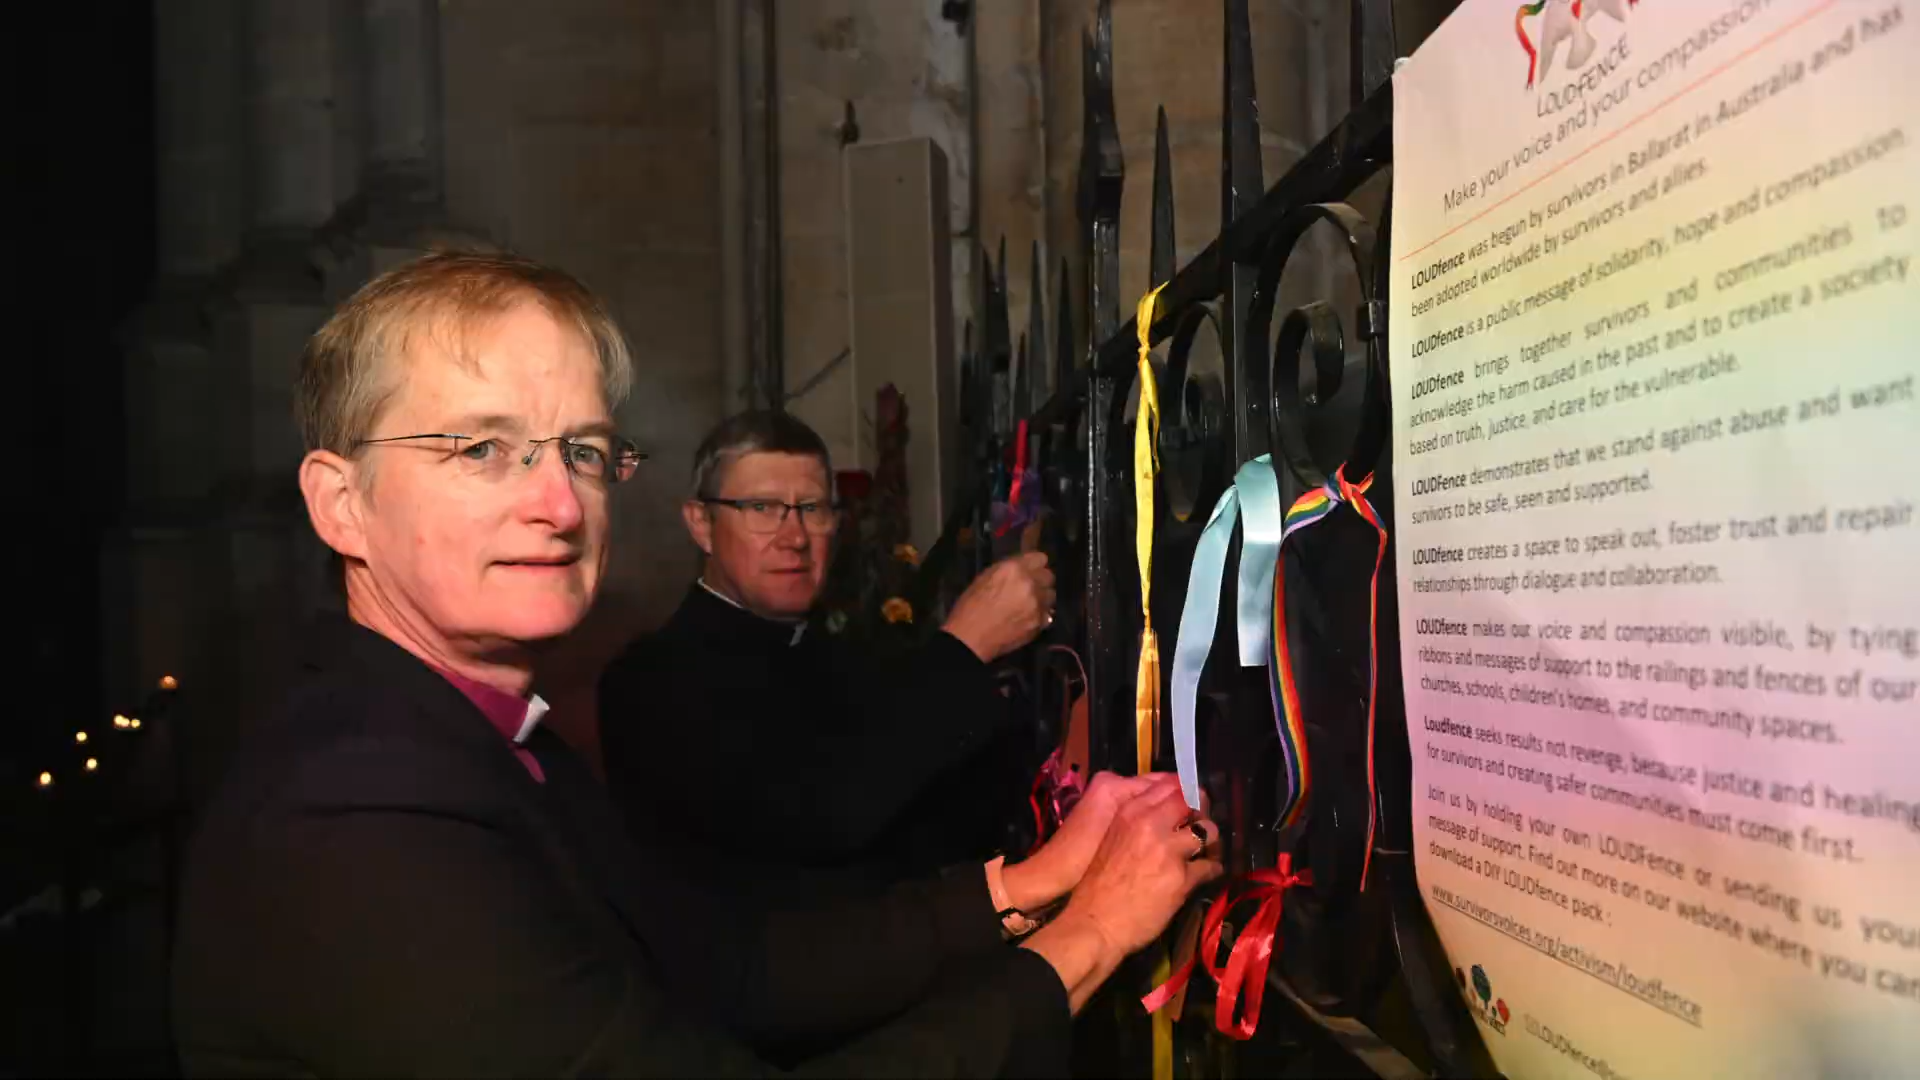 LOUDFENCE
Make your voice and your compassion
LOUDfence was begun by survivors in Ballarat in Australia and has
been adopted worldwide by survivors and allies.
LOUDfence is a public message of solidarity, hope and compassion.
LOUDfence brings together survivors and communities to
acknowledge the harm caused in the past and to create a society
based on truth, justice, and care for the vulnerable.
LOUDFence demonstrates that we stand against abuse and want
survivors to be safe, seen and supported.
LOUDfence creates a space to speak out, foster trust and repair
relationships through dialogue and collaboration.
LOUDfence makes our voice and compassion visible, by tying
ribbons and messages of support to the railings and fences of our
churches, schools, children's homes, and community spaces.
Loudfence seeks results not revenge, because justice and healing
for survivors and creating safer communities must come first.
Join us by holding your own LOUDFence or sending us your
message of support. Find out more on our website where you can
download a DIY LOUDfence pack :
www.survivorsvoices.org/activism/loudfence